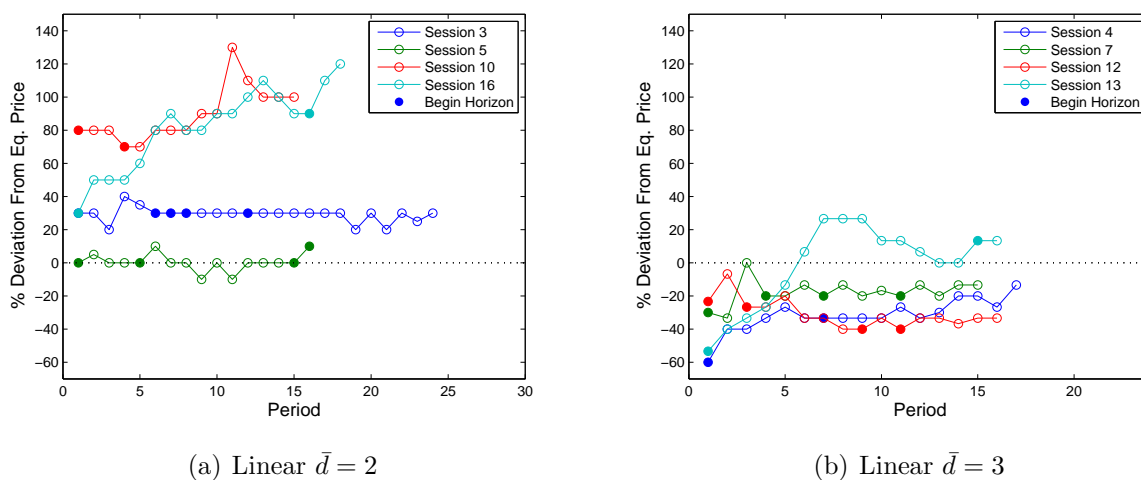 140
120
100
80
60
40
20
0
−20
−40
−60
% Deviation From Eq. Price
0 5 10 15 20 25 30
Period
Session 3
Session 5
Session 10
Session 16
Begin Horizon
(a) Linear d̄ = 2
140
120
100
80
60
40
20
0
−20
−40
−60
% Deviation From Eq. Price
0 5 10 15 20
Period
Session 4
Session 7
Session 12
Session 13
Begin Horizon
(b) Linear d̄ = 3